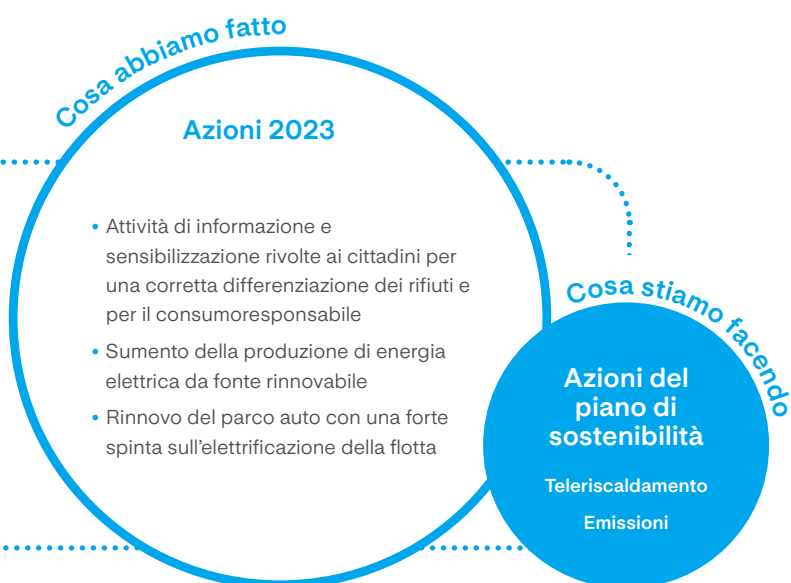 Cosa abbiamo fatto
Azioni 2023
• Attività di informazione e
sensibilizzazione rivolte ai cittadini per
una corretta differenziazione dei rifiuti e
per il consumoresponsabile
• Sumento della produzione di energia
elettrica da fonte rinnovabile
• Rinnovo del parco auto con una forte
spinta sull'elettrificazione della flotta
Cosa stiamo facendo
Azioni del
piano di
sostenibilità
Teleriscaldamento
Emissioni